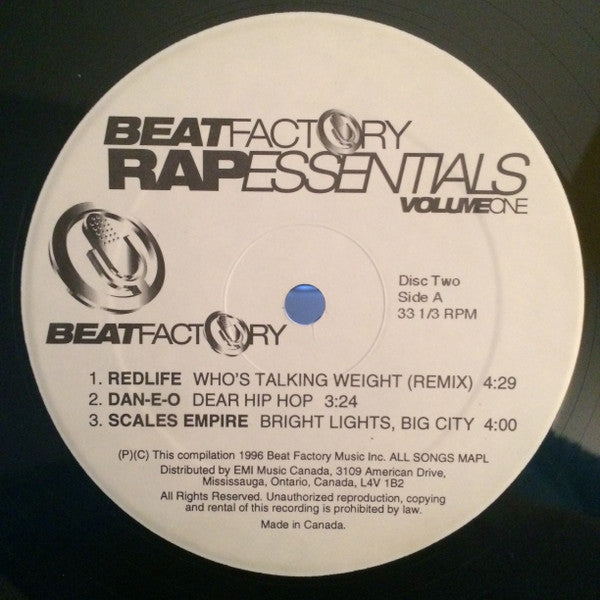 BEATFACTORY
RAPESSENTIALS
VOLUMEONE
Disc Two
Side A
33 1/3 RPM
BEATFACTORY
1. REDLIFE WHO'S TALKING WEIGHT (REMIX) 4:29
2. DAN-E-O DEAR HIP HOP 3:24
3. SCALES EMPIRE BRIGHT LIGHTS, BIG CITY 4:00
(P)(C) This compilation 1996 Beat Factory Music Inc. ALL SONGS MAPL
Distributed by EMI Music Canada, 3109 American Drive,
Mississauga, Ontario, Canada, L4V 1B2
All Rights Reserved. Unauthorized reproduction, copying
and rental of this recording is prohibited by law.
Made in Canada.